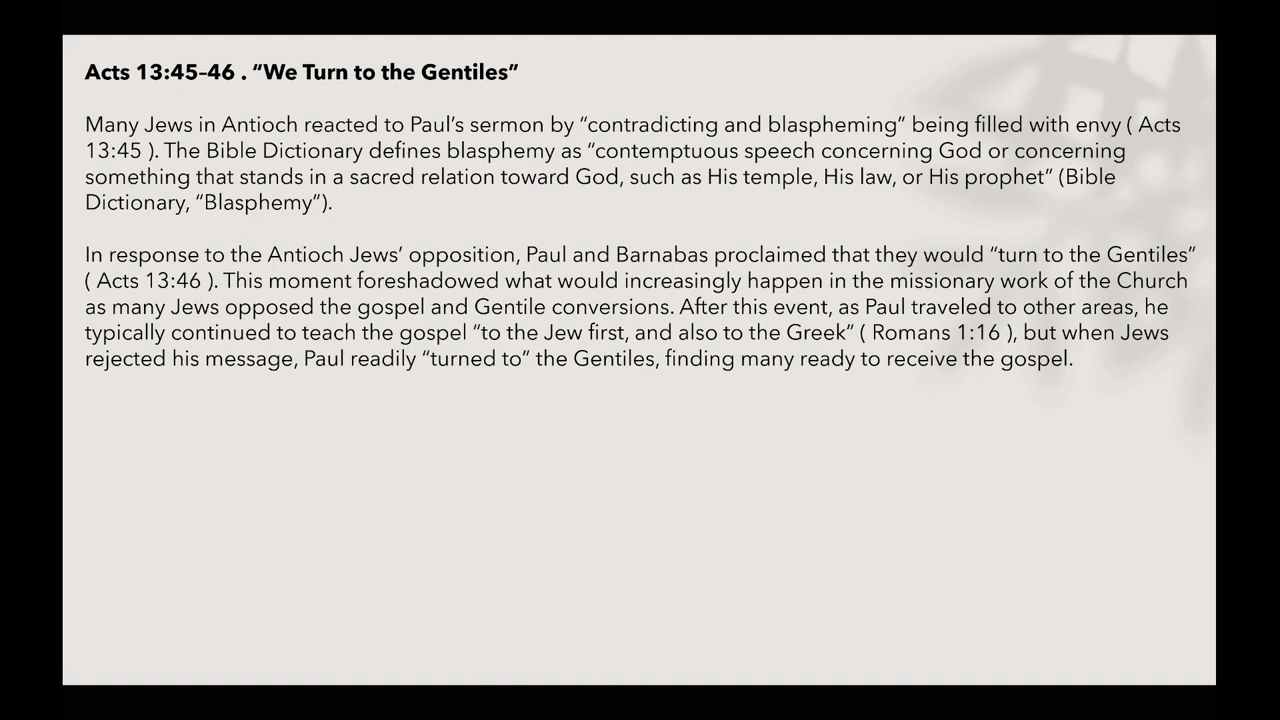 Acts 13:45–46 . “We Turn to the Gentiles”
Many Jews in Antioch reacted to Paul’s sermon by “contradicting and blaspheming” being filled with envy ( Acts
13:45 ). The Bible Dictionary defines blasphemy as “contemptuous speech concerning God or concerning
something that stands in a sacred relation toward God, such as His temple, His law, or His prophet” (Bible
Dictionary, “Blasphemy”).
In response to the Antioch Jews’ opposition, Paul and Barnabas proclaimed that they would “turn to the Gentiles”
( Acts 13:46 ). This moment foreshadowed what would increasingly happen in the missionary work of the Church
as many Jews opposed the gospel and Gentile conversions. After this event, as Paul traveled to other areas, he
typically continued to teach the gospel “to the Jew first, and also to the Greek” ( Romans 1:16 ), but when Jews
rejected his message, Paul readily “turned to” the Gentiles, finding many ready to receive the gospel.